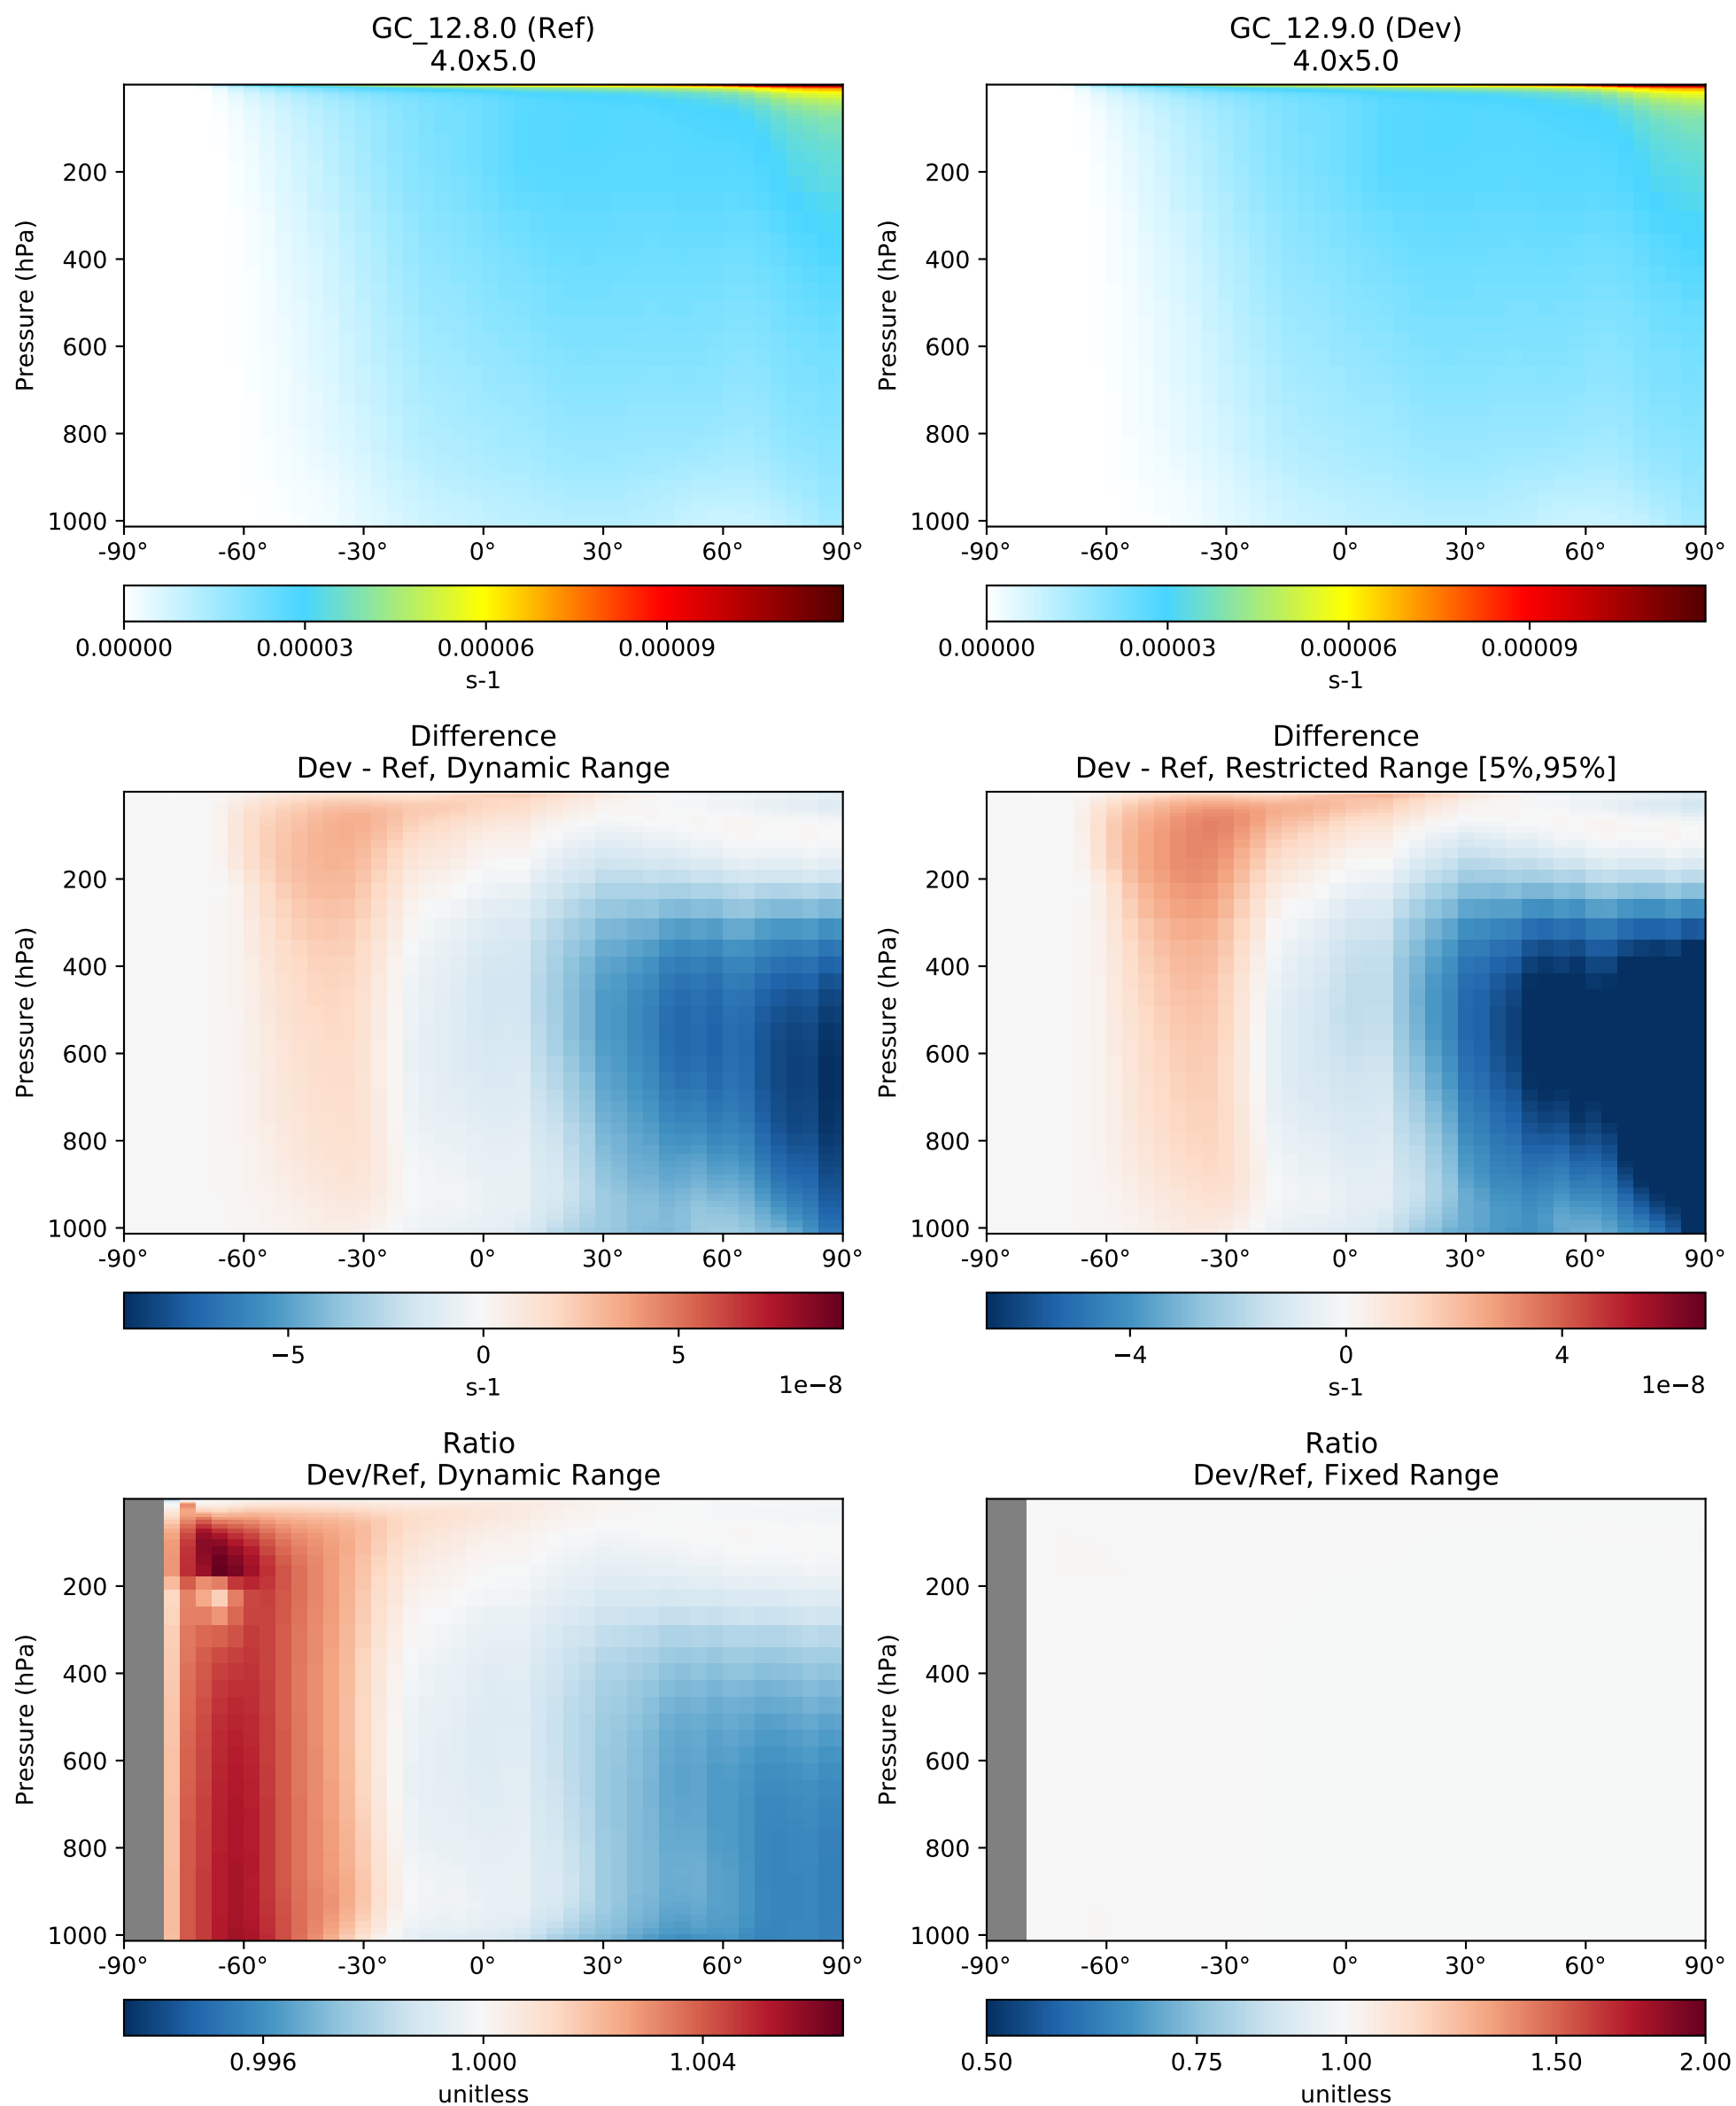 GC_12.8.0 (Ref)
4.0x5.0
Pressure (hPa)
200
400
600
800
1000
-90° -60° -30° 0° 30° 60° 90°
0.00000 0.00003 0.00006 0.00009
s-1
GC_12.9.0 (Dev)
4.0x5.0
Pressure (hPa)
200
400
600
800
1000
-90° -60° -30° 0° 30° 60° 90°
0.00000 0.00003 0.00006 0.00009
s-1
Difference
Dev - Ref, Dynamic Range
Pressure (hPa)
200
400
600
800
1000
-90° -60° -30° 0° 30° 60° 90°
−5 0 5
s-1
1e−8
Difference
Dev - Ref, Restricted Range [5%,95%]
Pressure (hPa)
200
400
600
800
1000
-90° -60° -30° 0° 30° 60° 90°
−4 0 4
s-1
1e−8
Ratio
Dev/Ref, Dynamic Range
Pressure (hPa)
200
400
600
800
1000
-90° -60° -30° 0° 30° 60° 90°
0.996 1.000 1.004
unitless
Ratio
Dev/Ref, Fixed Range
Pressure (hPa)
200
400
600
800
1000
-90° -60° -30° 0° 30° 60° 90°
0.50 0.75 1.00 1.50 2.00
unitless